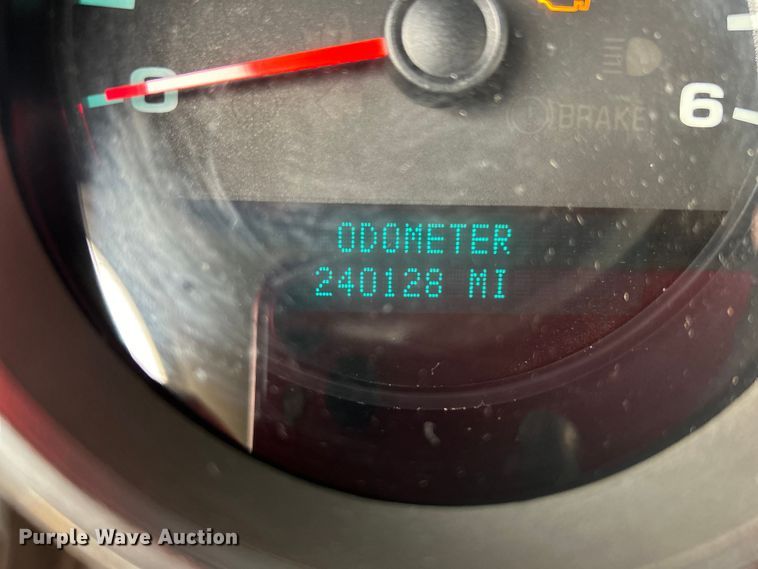 0
6
BRAKE
ODOMETER
240128 MI
Purple Wave Auction